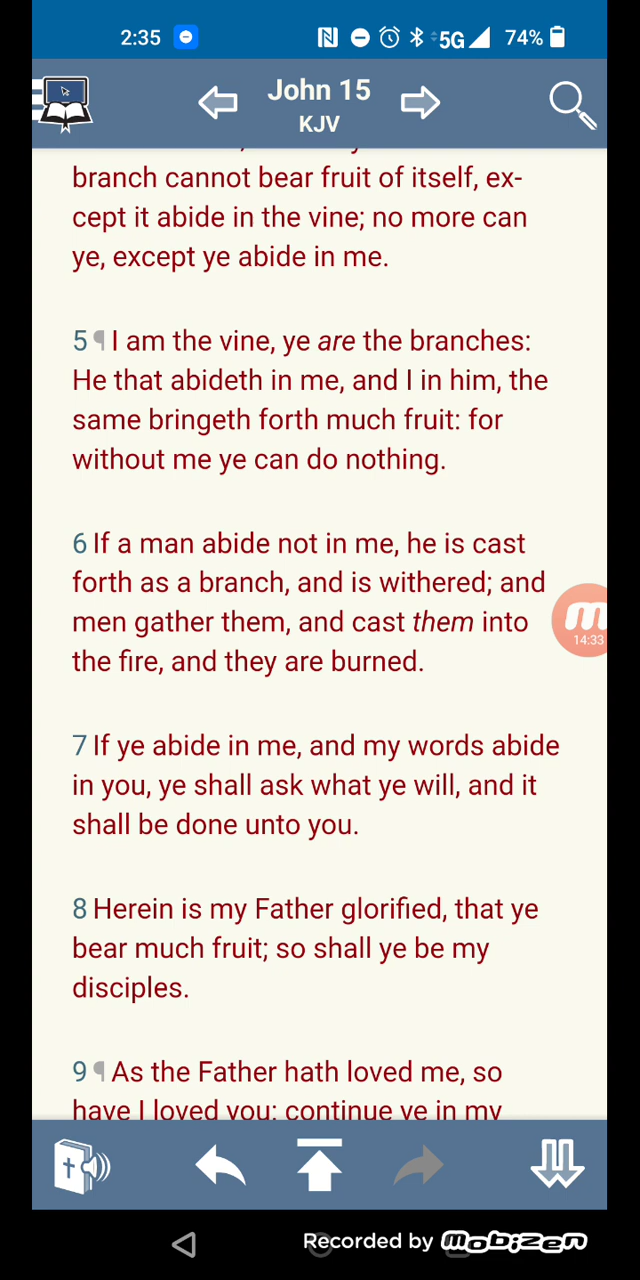 2:35 5G 74%
John 15
KJV
branch cannot bear fruit of itself, ex-
cept it abide in the vine; no more can
ye, except ye abide in me.
5 ¶ I am the vine, ye are the branches:
He that abideth in me, and I in him, the
same bringeth forth much fruit: for
without me ye can do nothing.
6 If a man abide not in me, he is cast
forth as a branch, and is withered; and
men gather them, and cast them into
the fire, and they are burned.
14:33
7 If ye abide in me, and my words abide
in you, ye shall ask what ye will, and it
shall be done unto you.
8 Herein is my Father glorified, that ye
bear much fruit; so shall ye be my
disciples.
9 ¶ As the Father hath loved me, so
have I loved you: continue ye in my
Recorded by mobizen